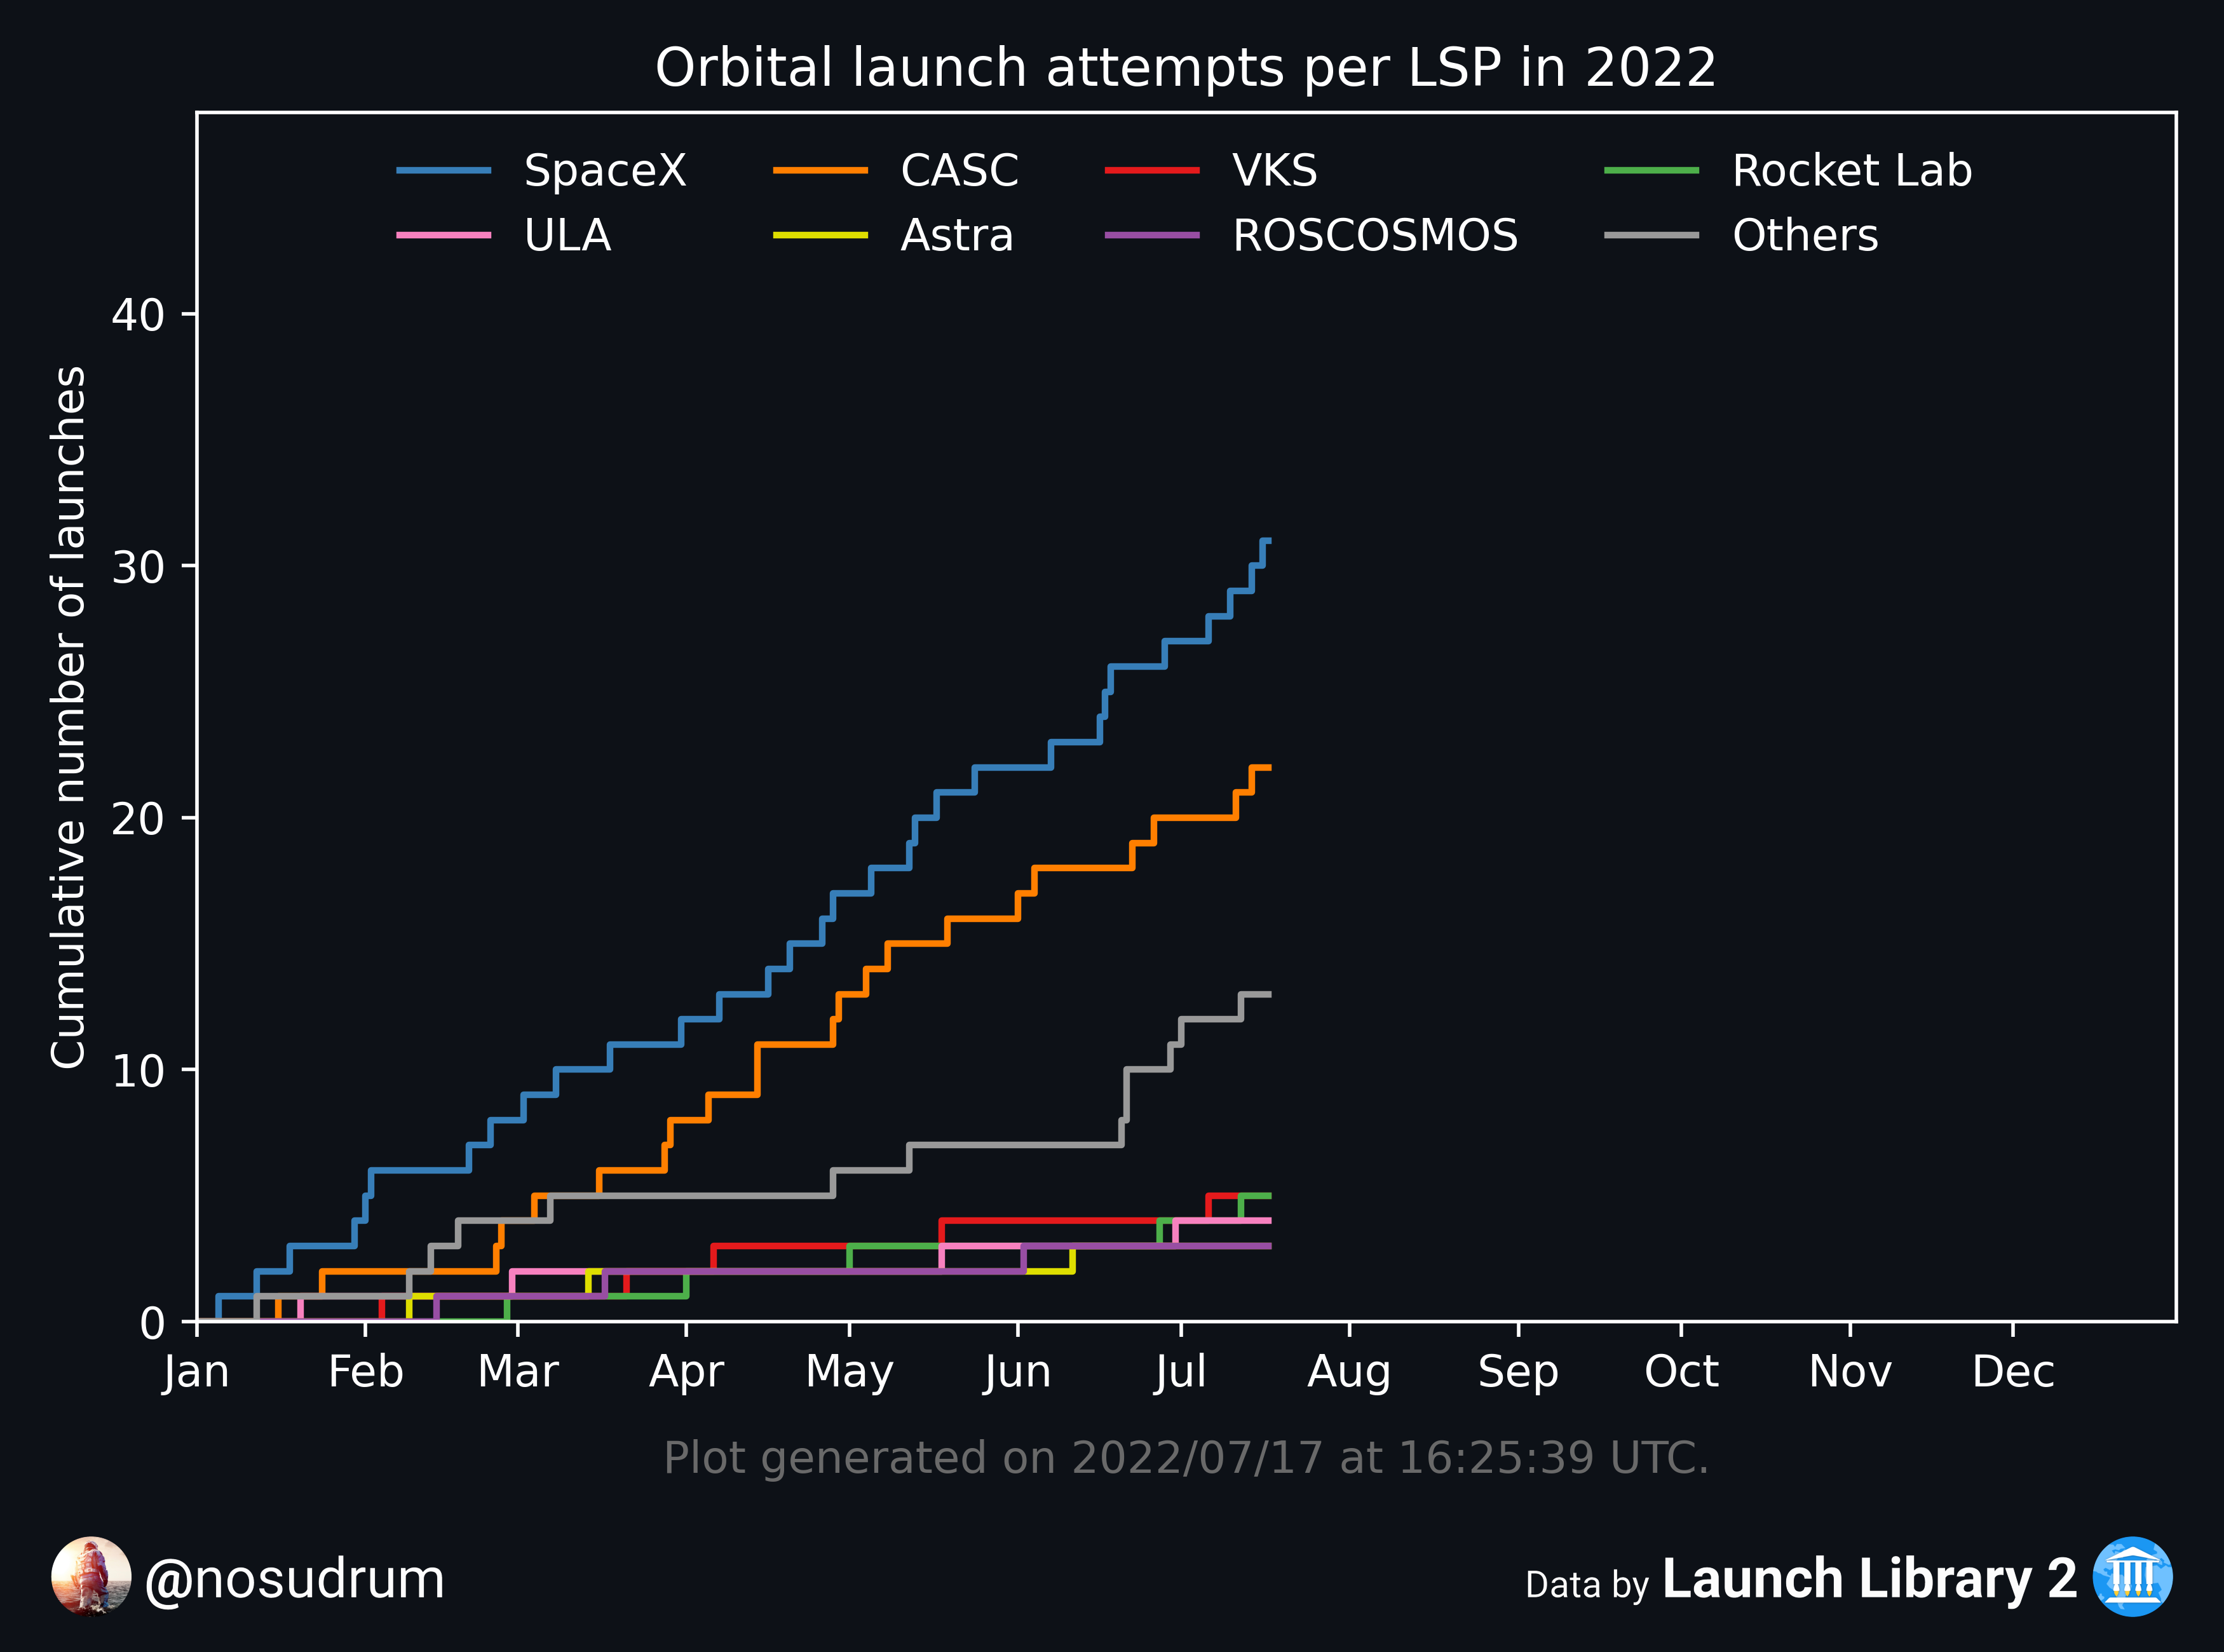 Orbital launch attempts per LSP in 2022
SpaceX CASC VKS Rocket Lab
ULA Astra ROSCOSMOS Others
Cumulative number of launches
40
30
20
10
0
Jan Feb Mar Apr May Jun Jul Aug Sep Oct Nov Dec
Plot generated on 2022/07/17 at 16:25:39 UTC.
@nosudrum
Data by Launch Library 2